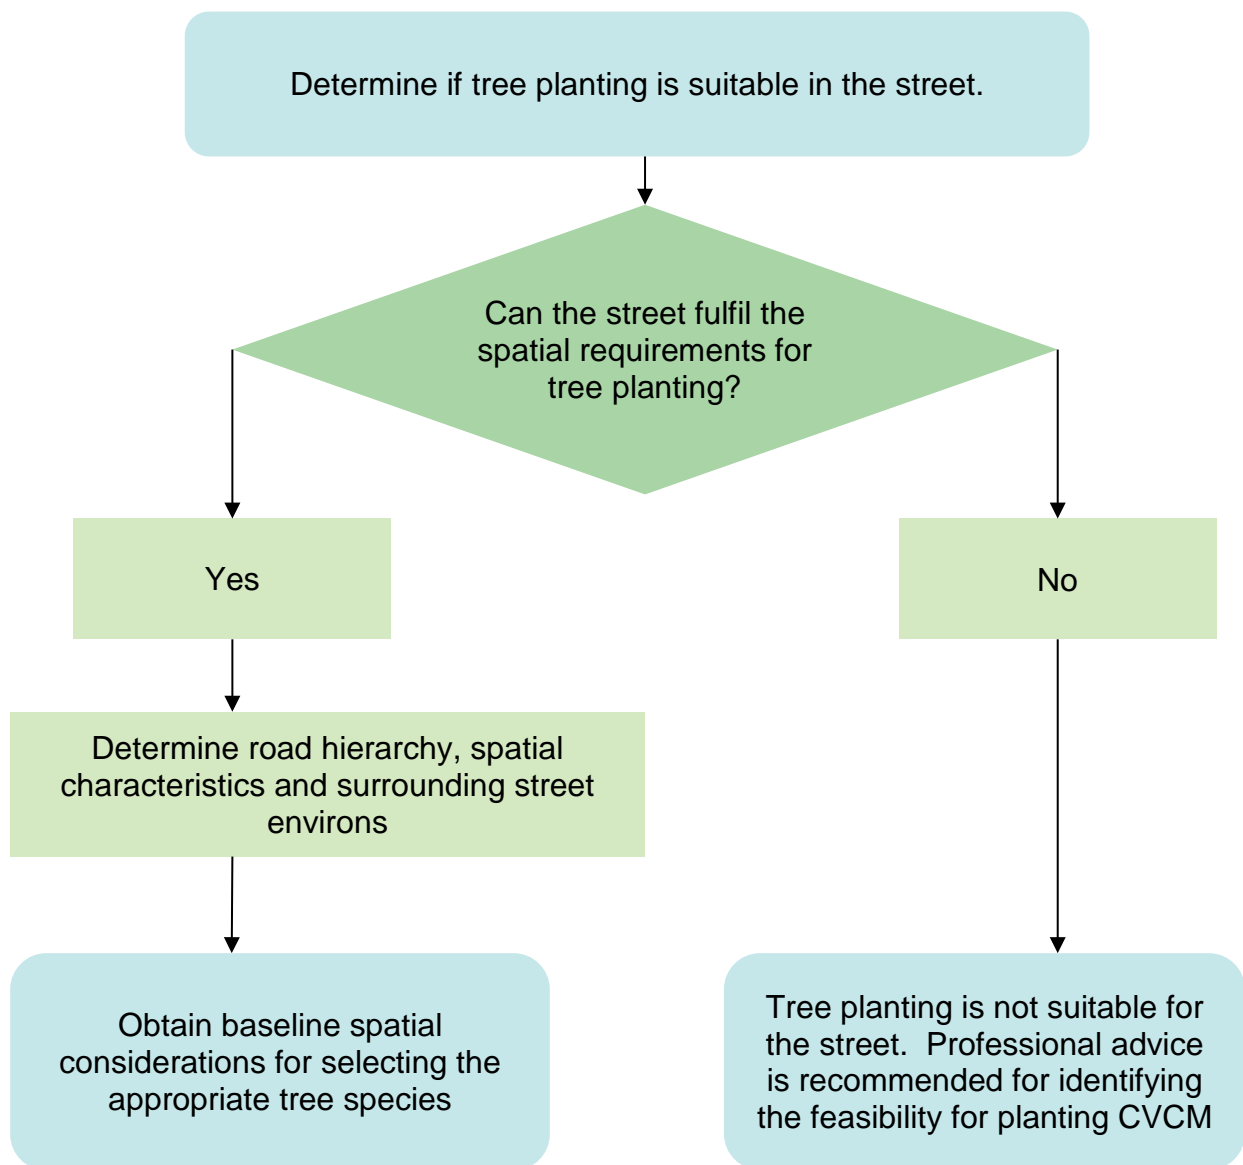 Determine if tree planting is suitable in the street.
Can the street fulfil the
spatial requirements for
tree planting?
Yes
No
Determine road hierarchy, spatial
characteristics and surrounding street
environs
Obtain baseline spatial
considerations for selecting the
appropriate tree species
Tree planting is not suitable for
the street.  Professional advice
is recommended for identifying
the feasibility for planting CVCM